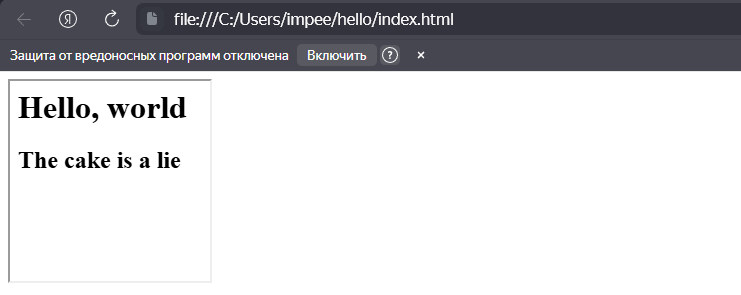 Я file:///C:/Users/impee/hello/index.html
Защита от вредоносных программ отключена Включить ? ×
Hello, world
The cake is a lie